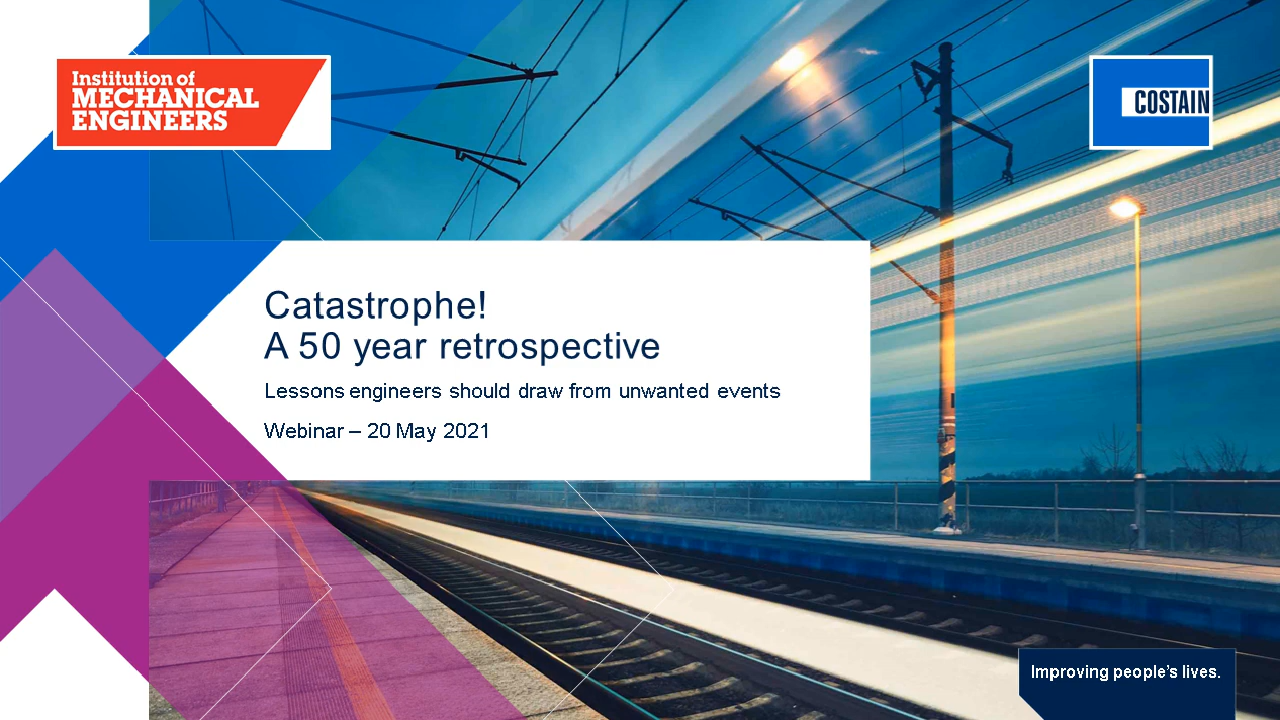 Institution of
MECHANICAL
ENGINEERS
COSTAIN
Catastrophe!
A 50 year retrospective
Lessons engineers should draw from unwanted events
Webinar – 20 May 2021
Improving people's lives.